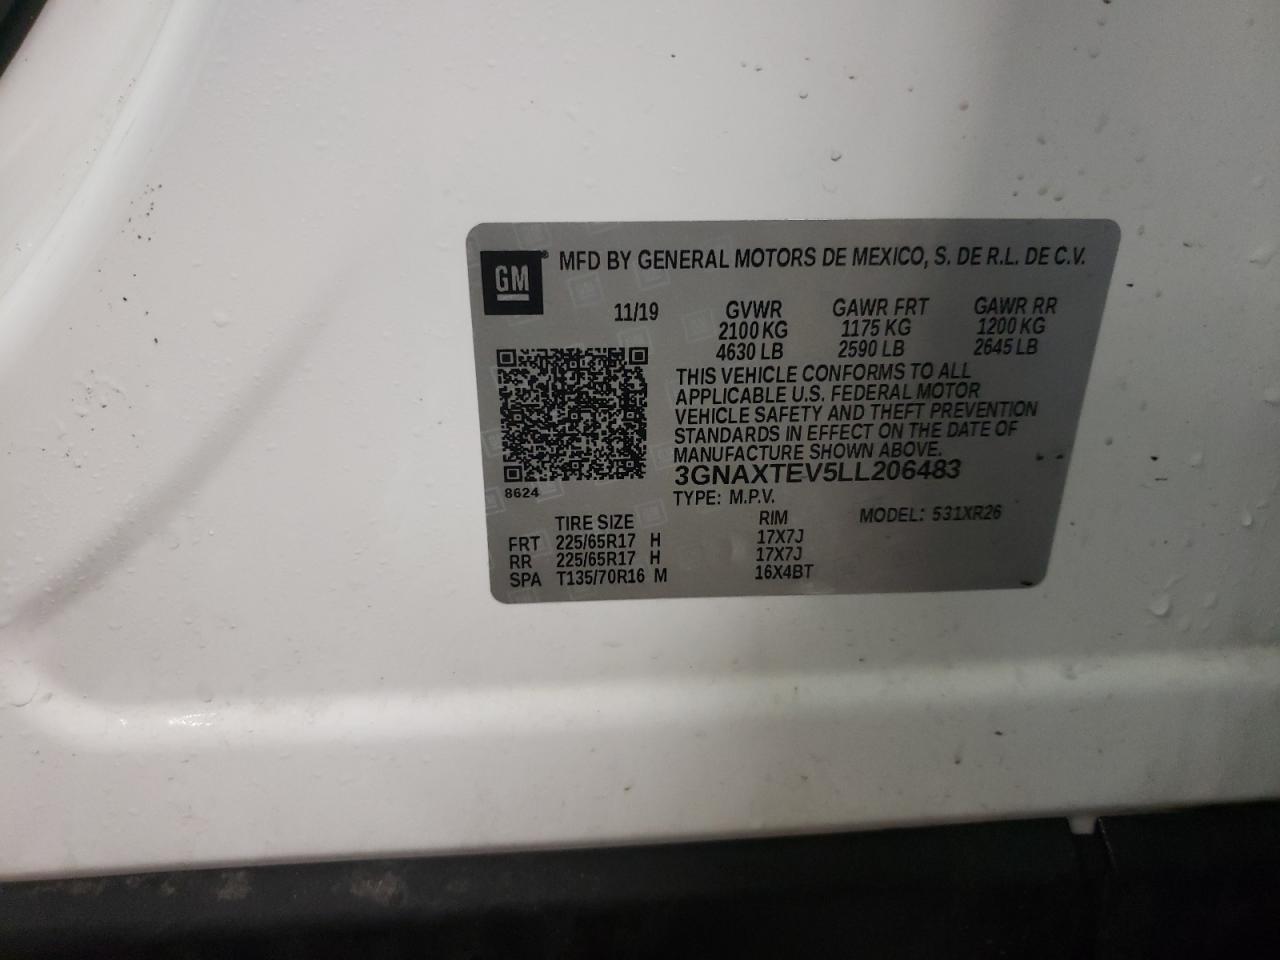 GM ® MFD BY GENERAL MOTORS DE MEXICO, S. DE R.L. DE C.V.
11/19 GVWR GAWR FRT GAWR RR
2100 KG 1175 KG 1200 KG
4630 LB 2590 LB 2645 LB
THIS VEHICLE CONFORMS TO ALL
APPLICABLE U.S. FEDERAL MOTOR
VEHICLE SAFETY AND THEFT PREVENTION
STANDARDS IN EFFECT ON THE DATE OF
MANUFACTURE SHOWN ABOVE.
3GNAXTEV5LL206483
8624
TYPE: M.P.V.
MODEL: 531XR26
TIRE SIZE RIM
FRT 225/65R17 H 17X7J
RR 225/65R17 H 17X7J
SPA T135/70R16 M 16X4BT